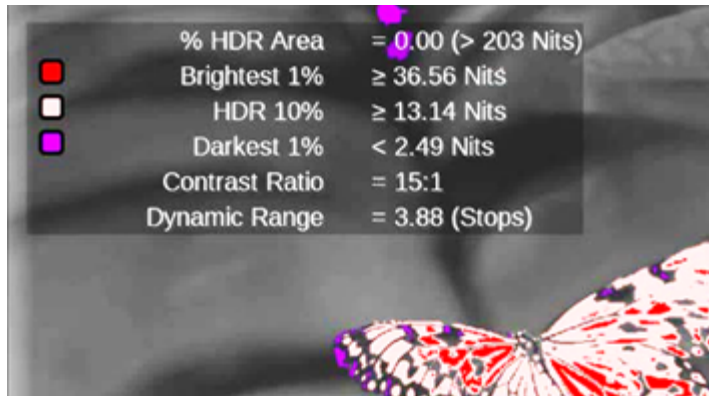 % HDR Area = 0.00 (> 203 Nits)
Brightest 1% ≥ 36.56 Nits
HDR 10% ≥ 13.14 Nits
Darkest 1% < 2.49 Nits
Contrast Ratio = 15:1
Dynamic Range = 3.88 (Stops)